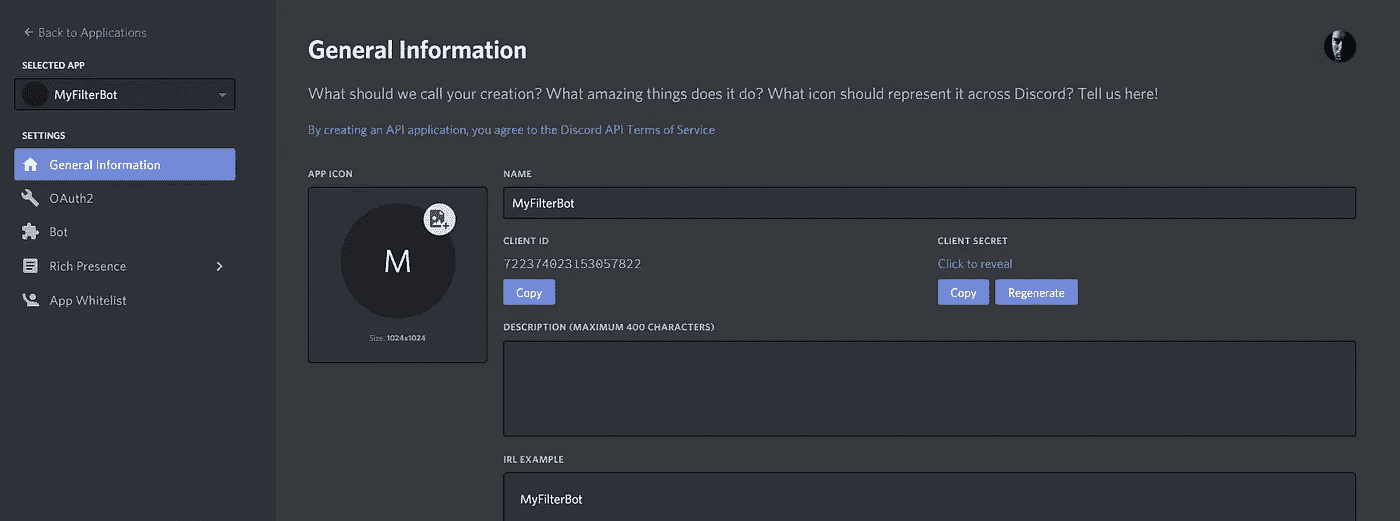 Back to Applications
SELECTED APP
MyFilterBot
SETTINGS
General Information
OAuth2
Bot
Rich Presence
App Whitelist
General Information
What should we call your creation? What amazing things does it do? What icon should represent it across Discord? Tell us here!
By creating an API application, you agree to the Discord API Terms of Service
APP ICON
M
Size: 1024x1024
NAME
MyFilterBot
CLIENT ID
722374023153057822
Copy
CLIENT SECRET
Click to reveal
Copy Regenerate
DESCRIPTION (MAXIMUM 400 CHARACTERS)
IRL EXAMPLE
MyFilterBot